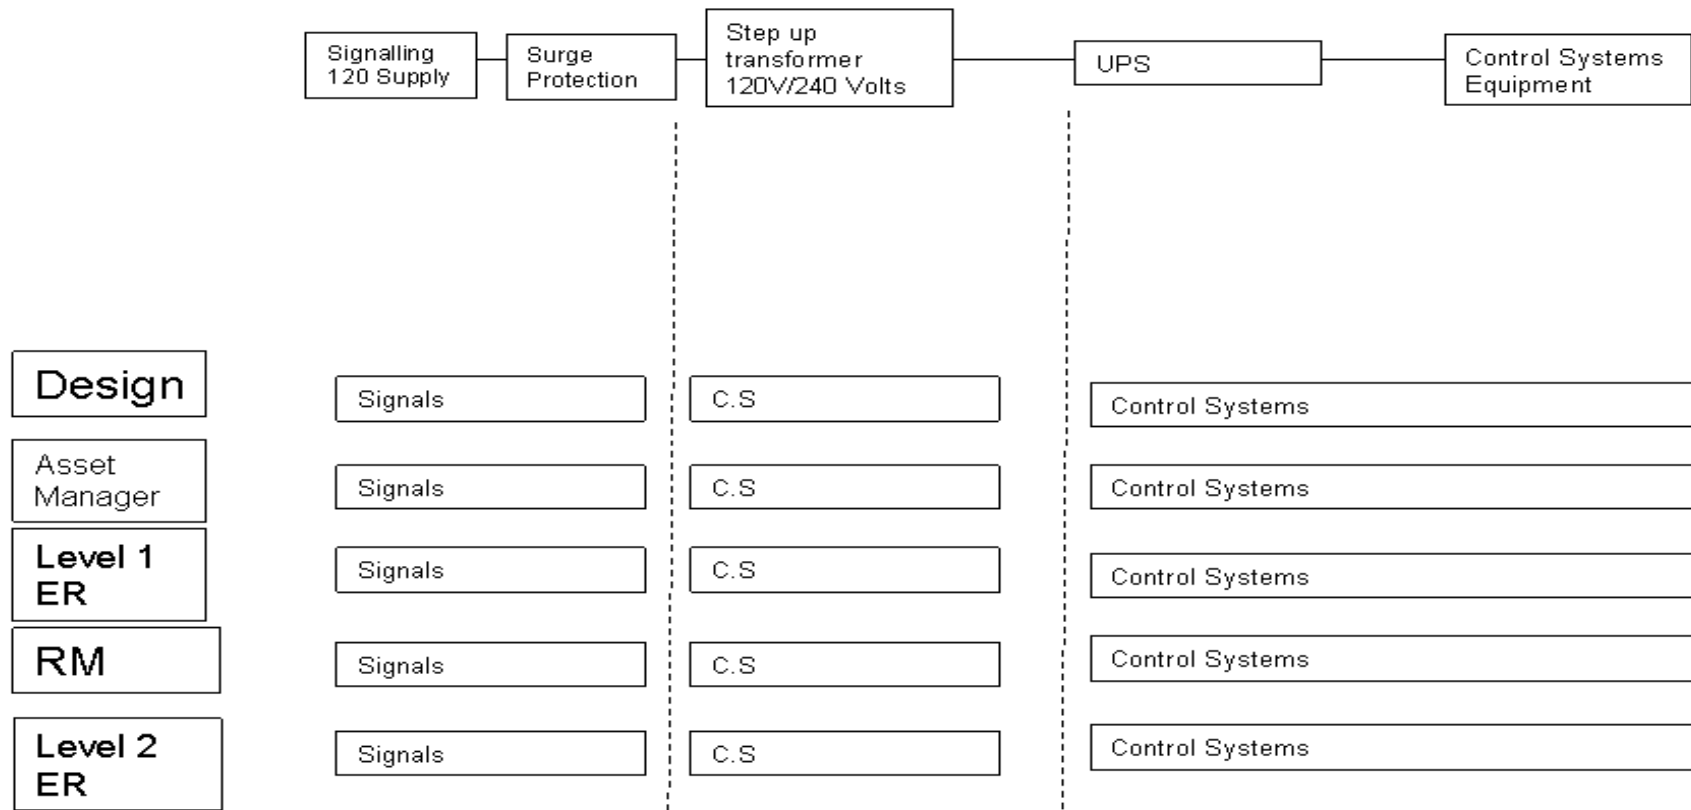 Signalling
120 Supply
Surge
Protection
Step up
transformer
120V/240 Volts
UPS
Control Systems
Equipment
Design
Signals
C.S
Control Systems
Asset
Manager
Signals
C.S
Control Systems
Level 1
ER
Signals
C.S
Control Systems
RM
Signals
C.S
Control Systems
Level 2
ER
Signals
C.S
Control Systems